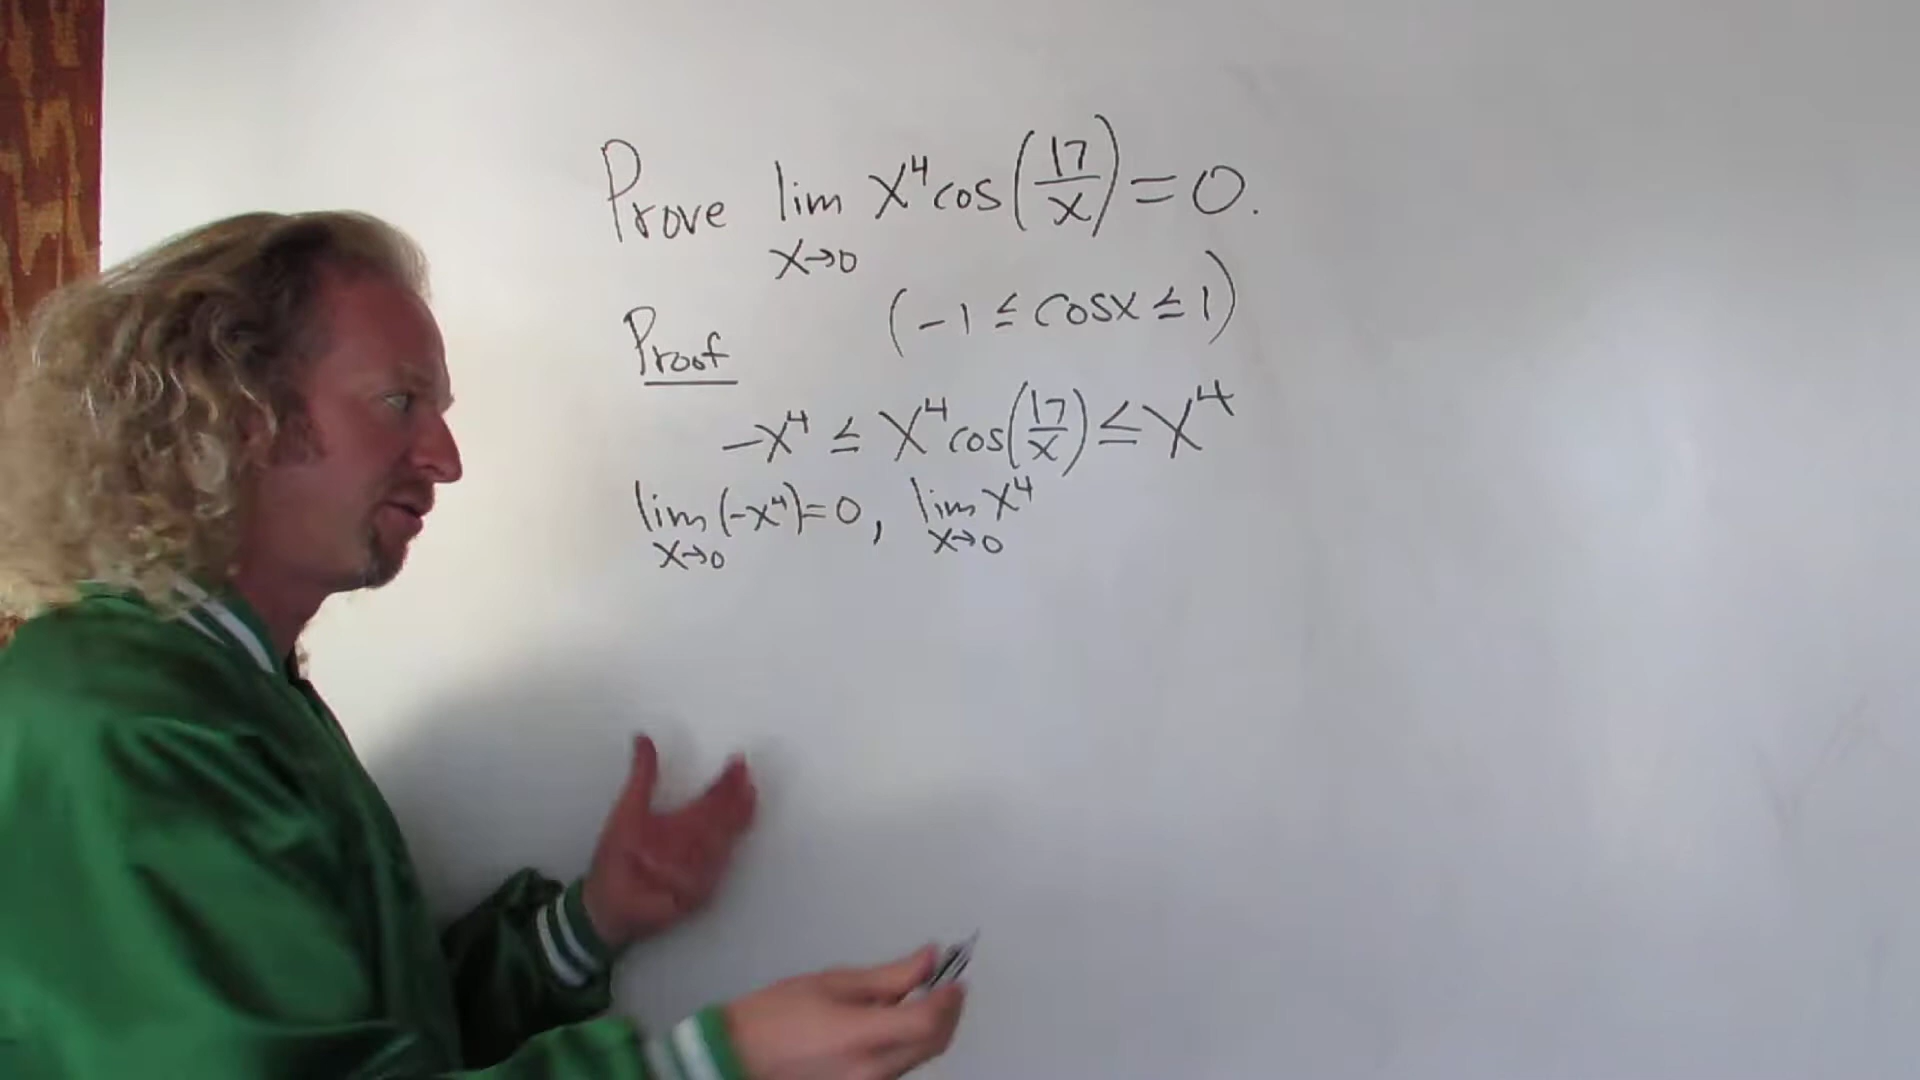 Prove lim x⁴cos(17/x) = 0.
x→0
(-1 ≤ cosx ≤ 1)
Proof
-x⁴ ≤ x⁴cos(17/x) ≤ x⁴
lim (-x⁴) = 0, lim x⁴
x→0 x→0